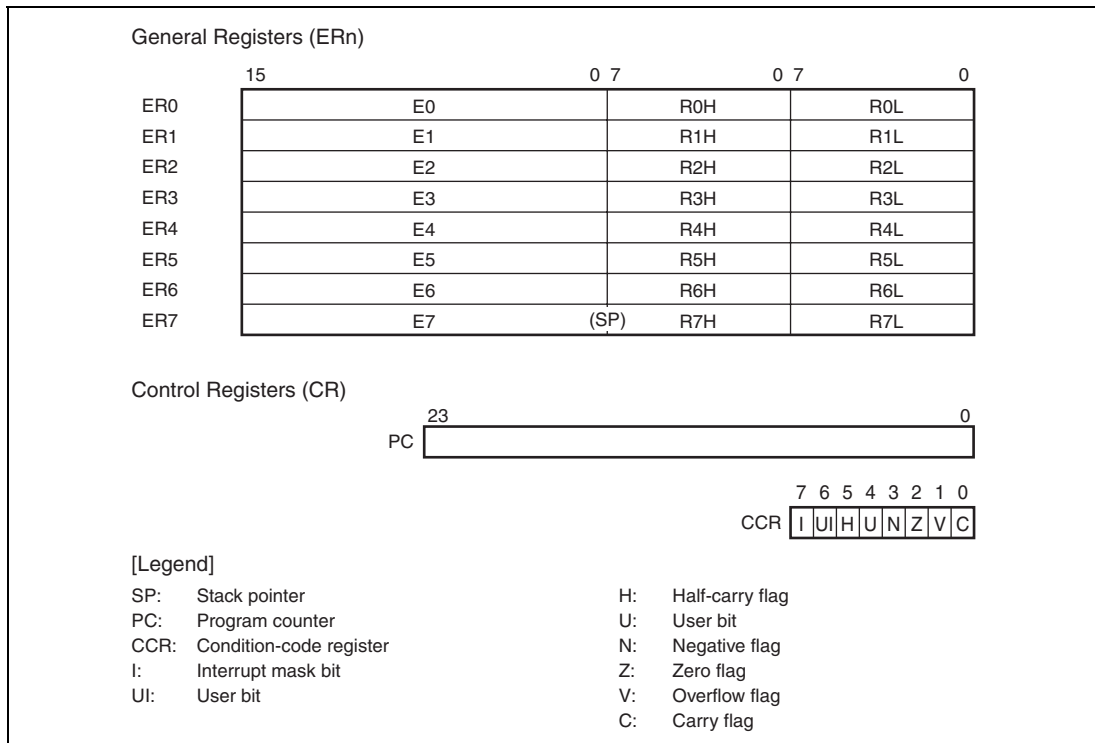 General Registers (ERn)
15 0 7 0 7 0
ER0 E0 R0H R0L
ER1 E1 R1H R1L
ER2 E2 R2H R2L
ER3 E3 R3H R3L
ER4 E4 R4H R4L
ER5 E5 R5H R5L
ER6 E6 R6H R6L
ER7 E7 (SP) R7H R7L
Control Registers (CR)
23 0
PC
7 6 5 4 3 2 1 0
CCR I UI H U N Z V C
[Legend]
SP: Stack pointer
PC: Program counter
CCR: Condition-code register
I: Interrupt mask bit
UI: User bit
H: Half-carry flag
U: User bit
N: Negative flag
Z: Zero flag
V: Overflow flag
C: Carry flag